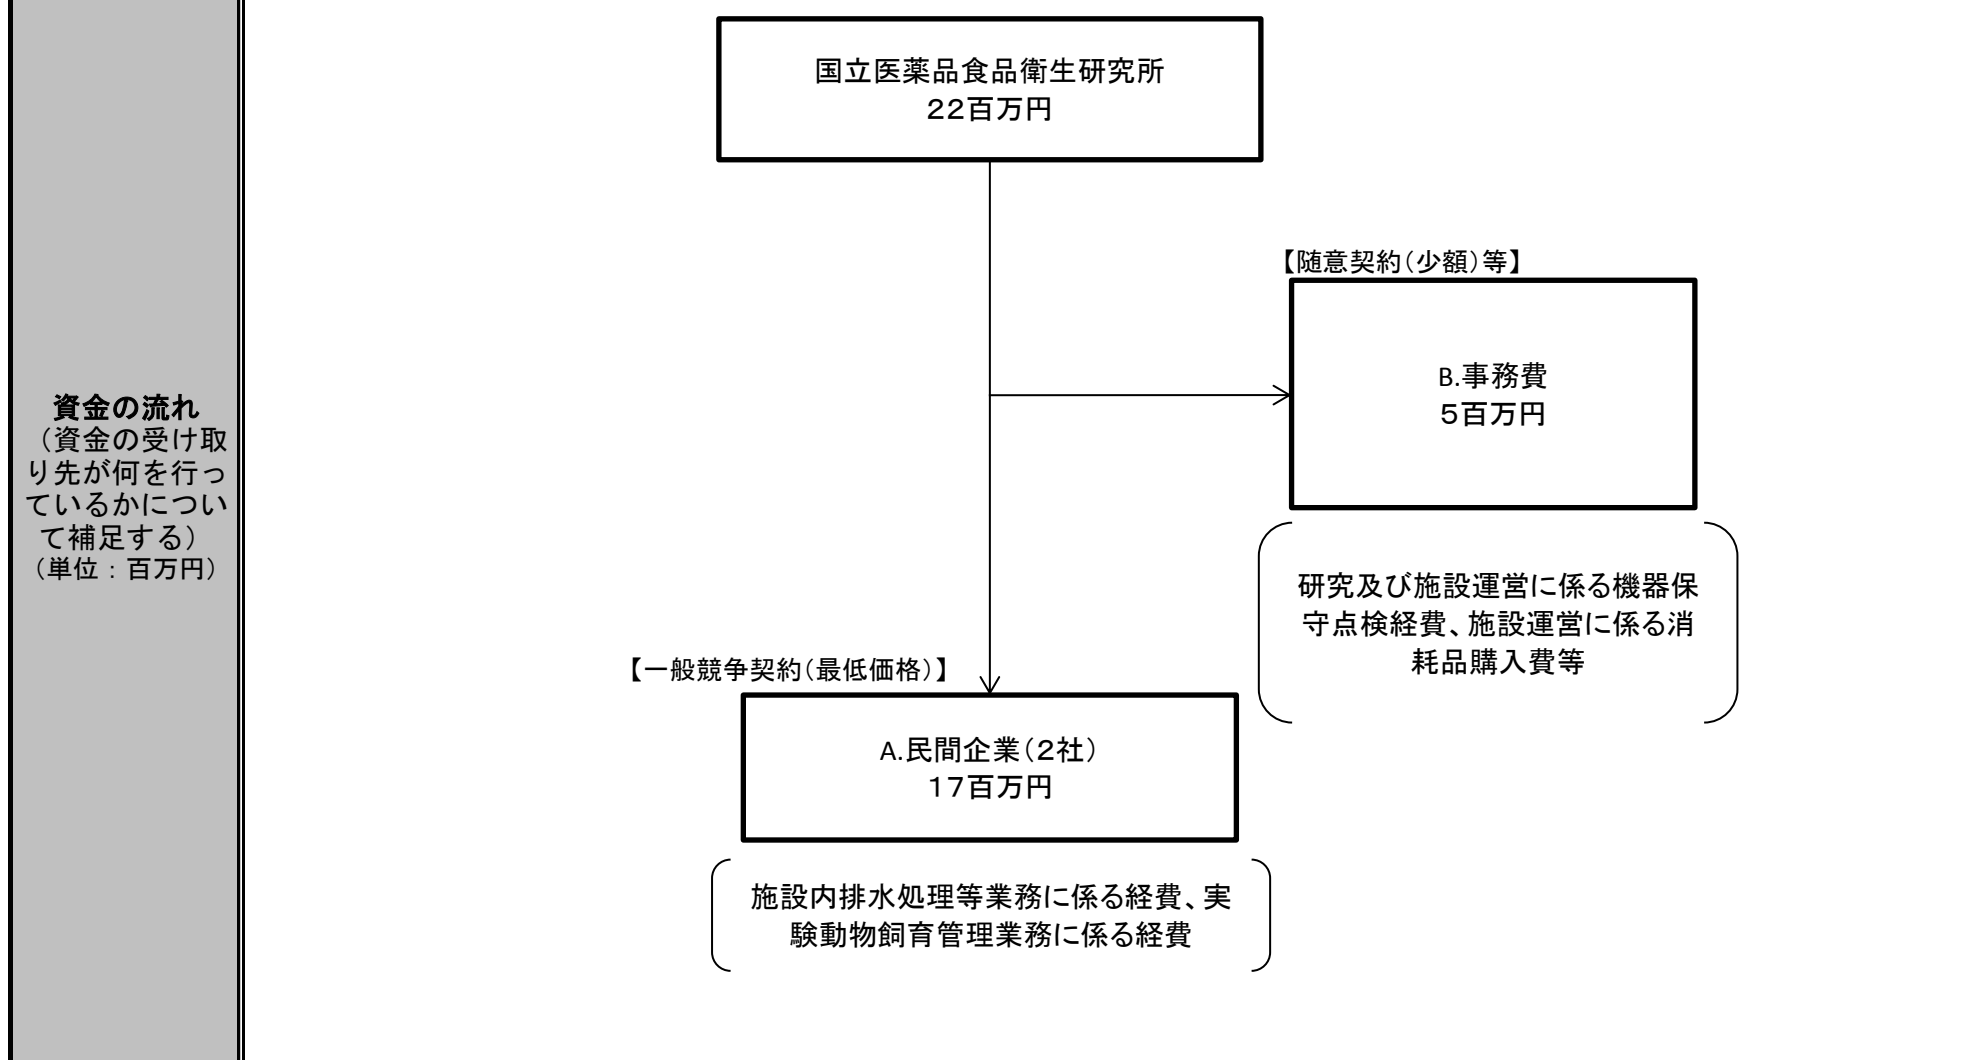 国立医薬品食品衛生研究所
22百万円
【随意契約（少額）等】
B.事務費
5百万円
資金の流れ
（資金の受け取
り先が何を行っ
ているかについ
て補足する）
（単位：百万円）
研究及び施設運営に係る機器保
守点検経費、施設運営に係る消
耗品購入費等
【一般競争契約（最低価格）】
A.民間企業（2社）
17百万円
施設内排水処理等業務に係る経費、実
験動物飼育管理業務に係る経費